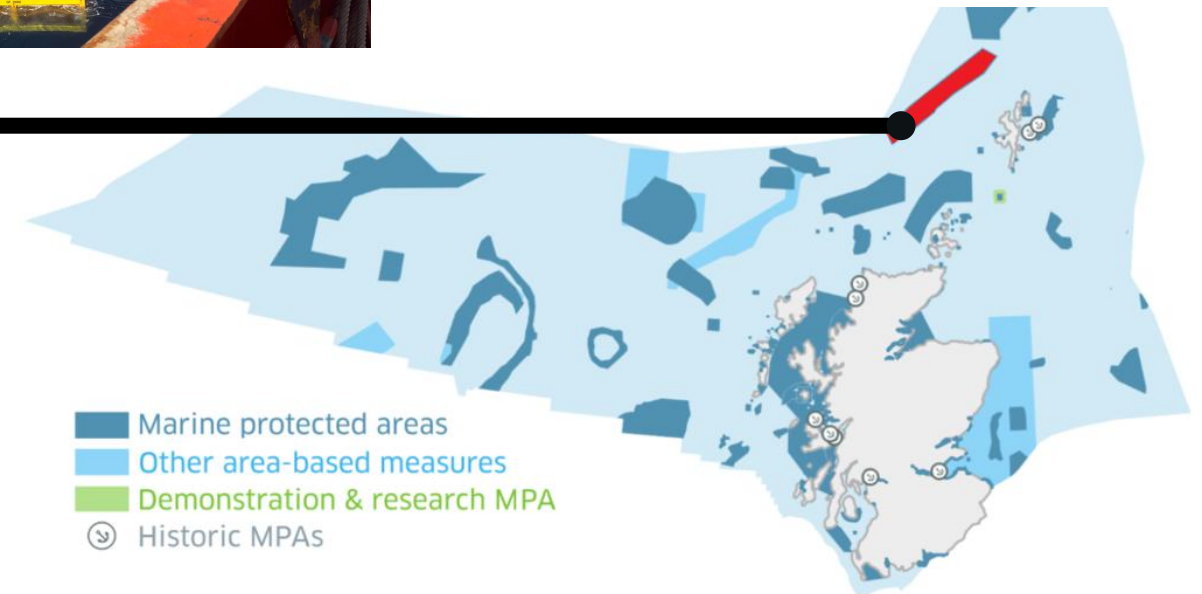 Marine protected areas
Other area-based measures
Demonstration & research MPA
Historic MPAs